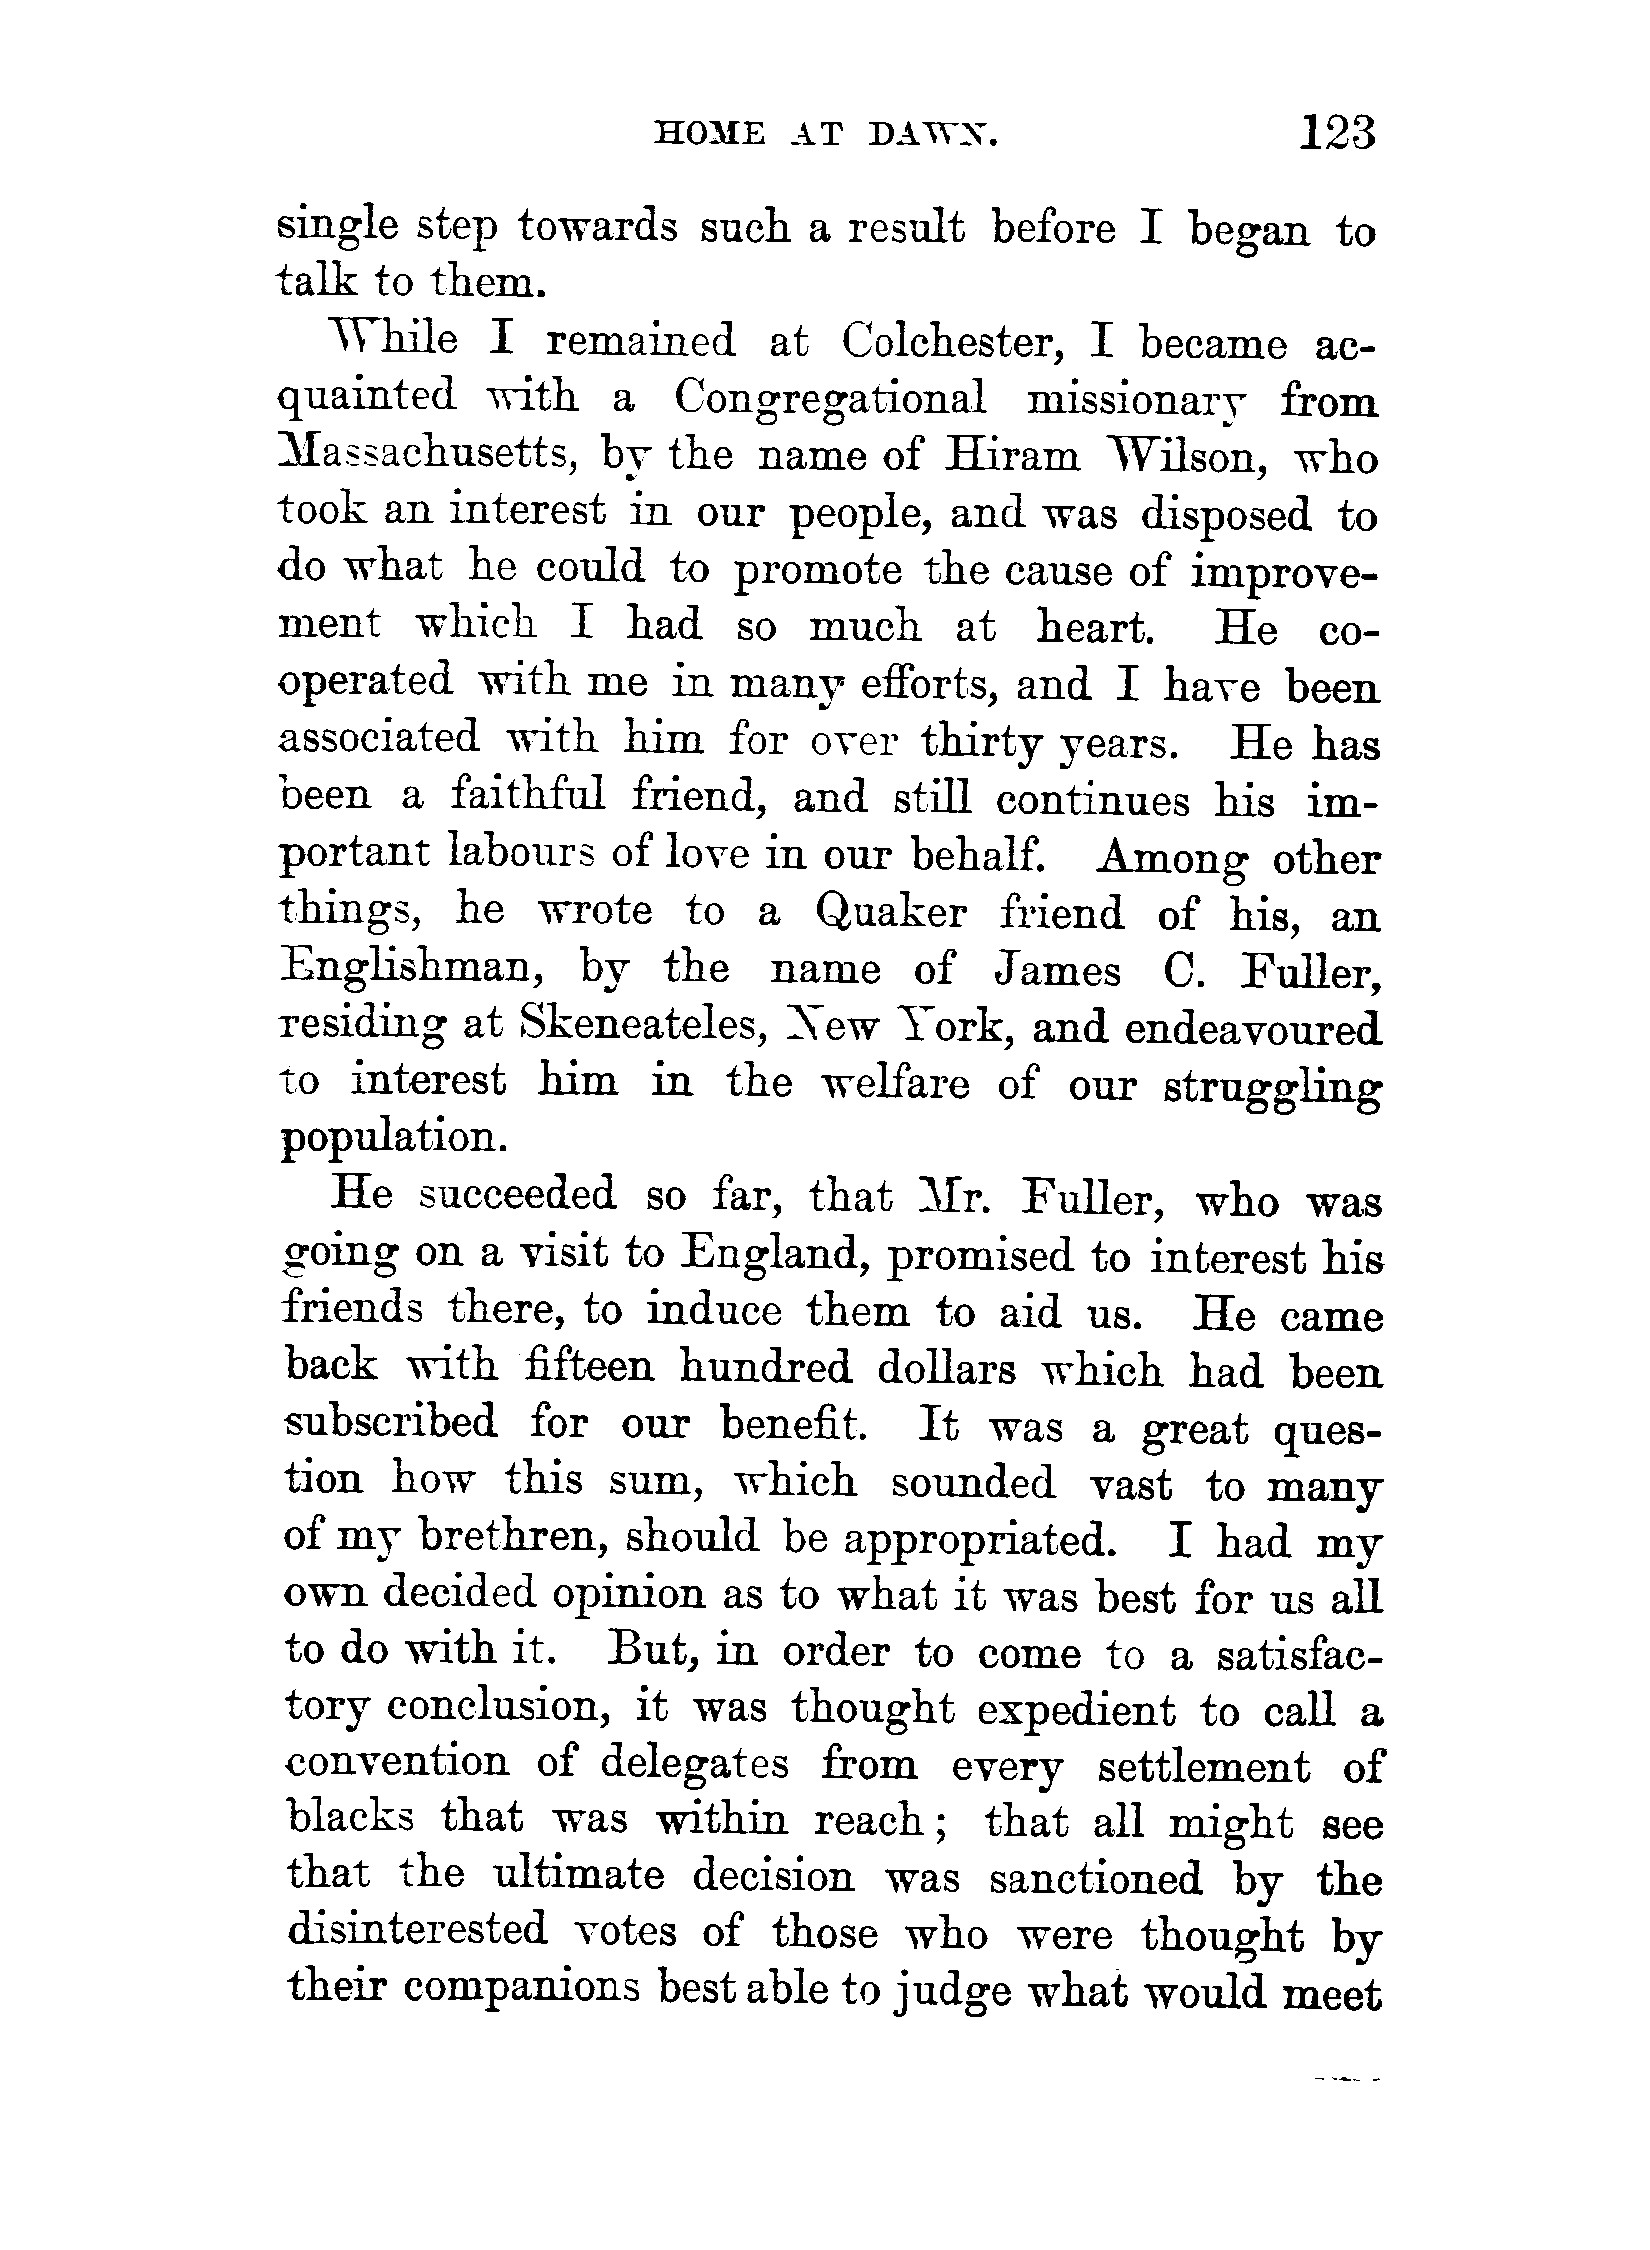 HOME AT DAWN. 123
single step towards such a result before I began to
talk to them.
While I remained at Colchester, I became ac-
quainted with a Congregational missionary from
Massachusetts, by the name of Hiram Wilson, who
took an interest in our people, and was disposed to
do what he could to promote the cause of improve-
ment which I had so much at heart. He co-
operated with me in many efforts, and I have been
associated with him for over thirty years. He has
been a faithful friend, and still continues his im-
portant labours of love in our behalf. Among other
things, he wrote to a Quaker friend of his, an
Englishman, by the name of James C. Fuller,
residing at Skeneateles, New York, and endeavoured
to interest him in the welfare of our struggling
population.
He succeeded so far, that Mr. Fuller, who was
going on a visit to England, promised to interest his
friends there, to induce them to aid us. He came
back with fifteen hundred dollars which had been
subscribed for our benefit. It was a great ques-
tion how this sum, which sounded vast to many
of my brethren, should be appropriated. I had my
own decided opinion as to what it was best for us all
to do with it. But, in order to come to a satisfac-
tory conclusion, it was thought expedient to call a
convention of delegates from every settlement of
blacks that was within reach; that all might see
that the ultimate decision was sanctioned by the
disinterested votes of those who were thought by
their companions best able to judge what would meet